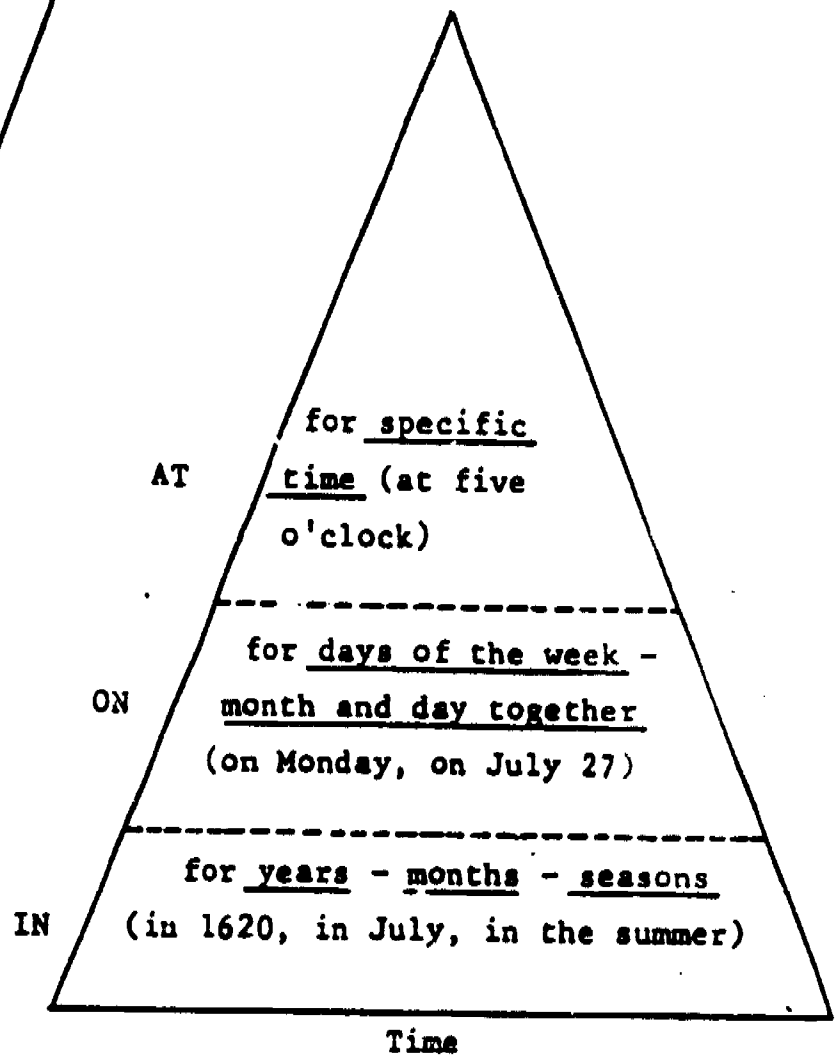 for specific
AT time (at five
o'clock)
for days of the week -
ON month and day together
(on Monday, on July 27)
for years - months - seasons
IN (in 1620, in July, in the summer)
Time